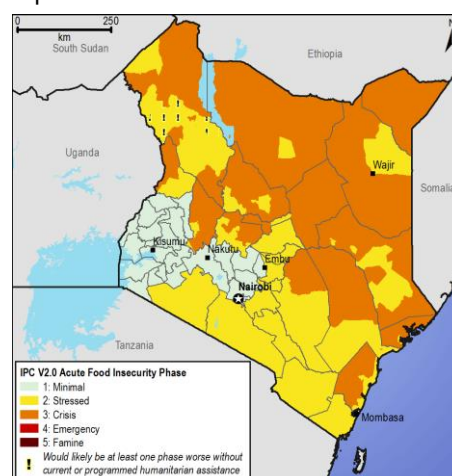 0 250
km
South Sudan
Ethiopia
Uganda
Wajir
Somalia
Kisumu
Nakuru
Embu
Nairobi
Tanzania
Mombasa
IPC V2.0 Acute Food Insecurity Phase
1: Minimal
2: Stressed
3: Crisis
4: Emergency
5: Famine
! Would likely be at least one phase worse without
current or programmed humanitarian assistance